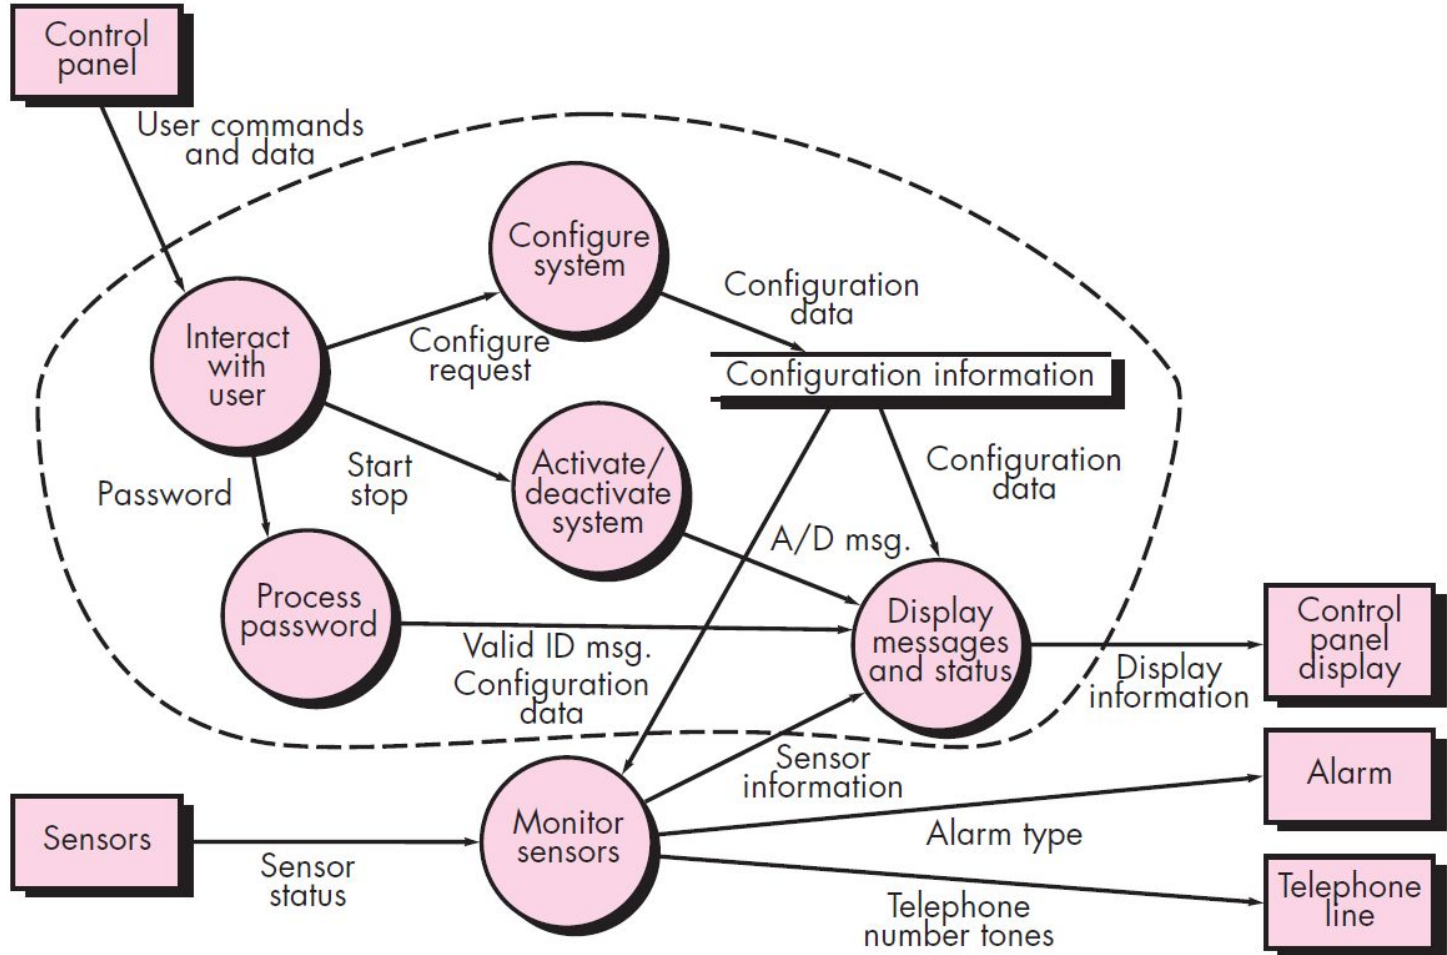 Control
panel
User commands
and data
Configure
system
Configuration
data
Interact
with
user
Configure
request
Configuration information
Password
Start
stop
Activate/
deactivate
system
Configuration
data
A/D msg.
Process
password
Valid ID msg.
Configuration
data
Display
messages
and status
Display
information
Control
panel
display
Sensor
information
Alarm
Sensors
Sensor
status
Monitor
sensors
Alarm type
Telephone
number tones
Telephone
line